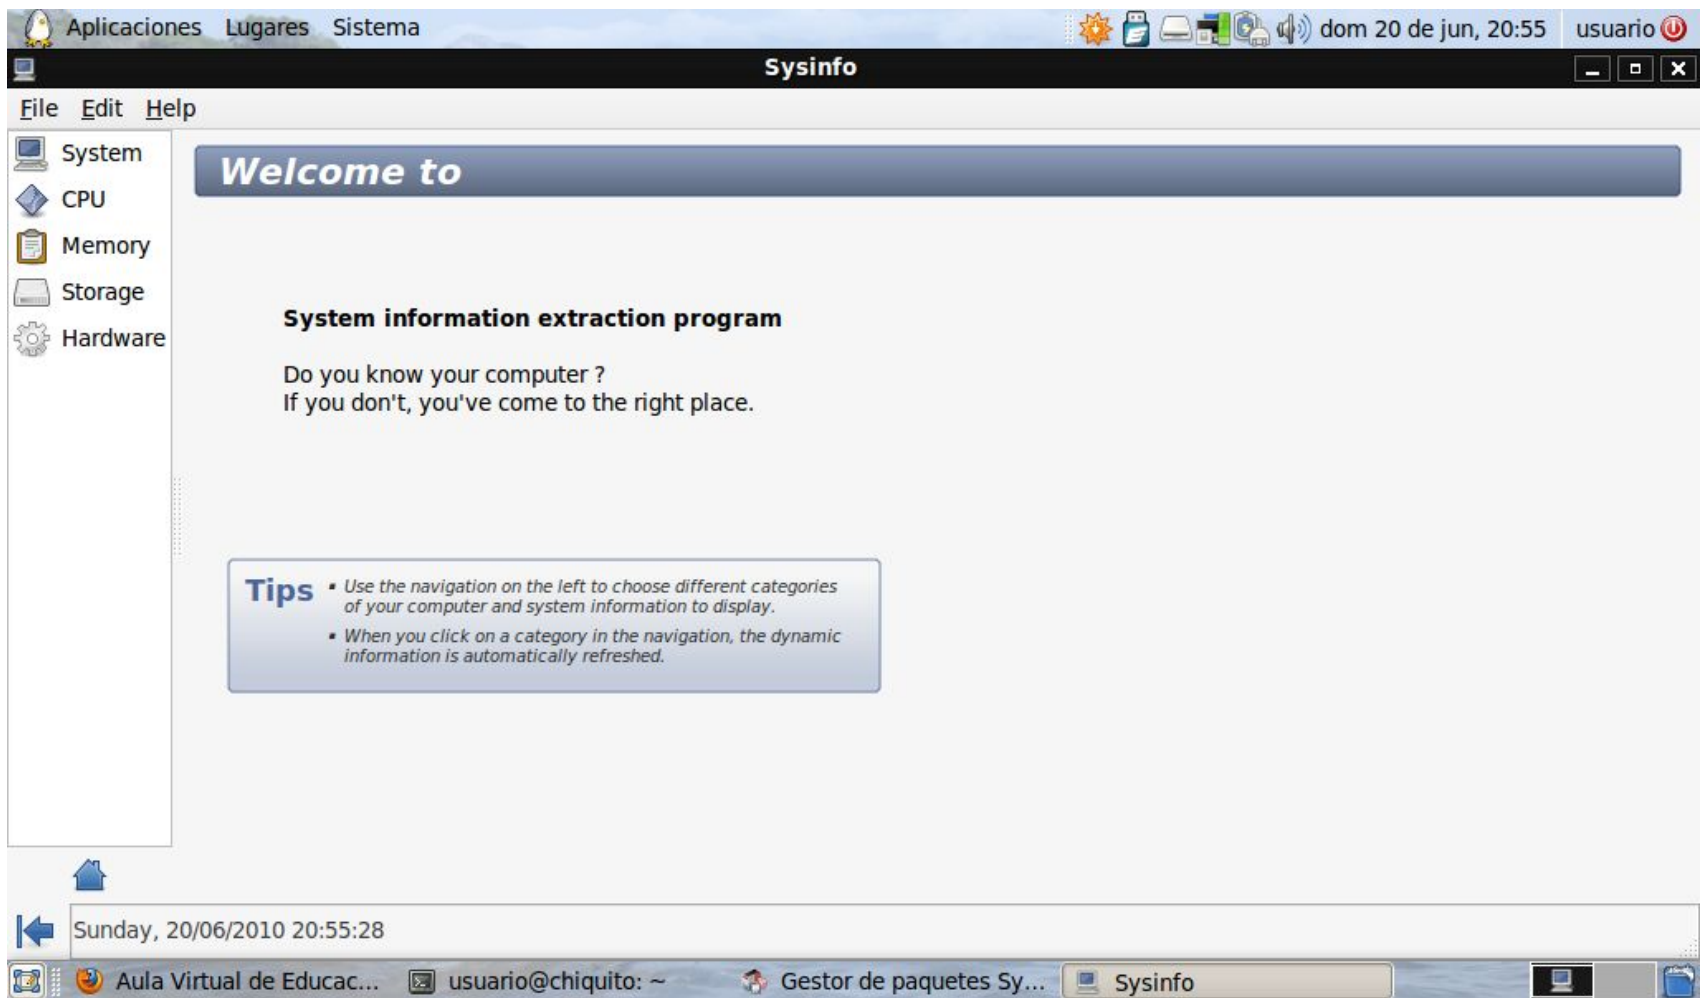 Aplicaciones Lugares Sistema dom 20 de jun, 20:55 usuario
Sysinfo
File Edit Help
System
CPU
Memory
Storage
Hardware
Welcome to
System information extraction program
Do you know your computer ?
If you don't, you've come to the right place.
Tips
▪ Use the navigation on the left to choose different categories
of your computer and system information to display.
▪ When you click on a category in the navigation, the dynamic
information is automatically refreshed.
Sunday, 20/06/2010 20:55:28
Aula Virtual de Educac... usuario@chiquito: ~ Gestor de paquetes Sy... Sysinfo